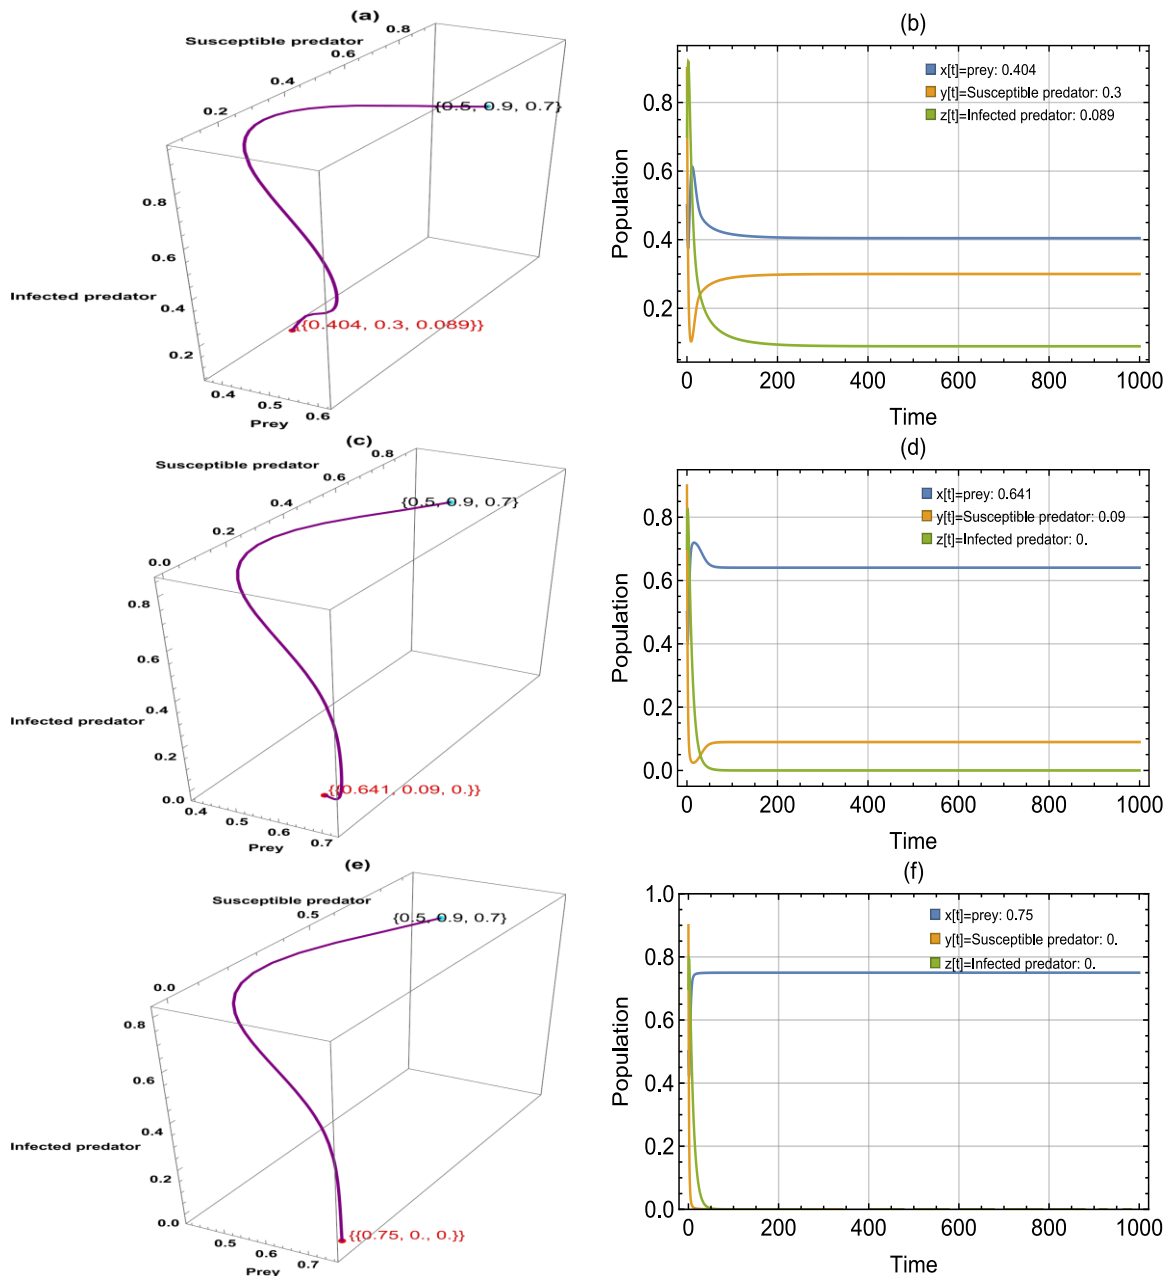 (a)
Susceptible predator
0.8
0.6
0.4
0.2
{0.5, 0.9, 0.7}
0.8
0.6
Infected predator
0.4
0.2
{{0.404, 0.3, 0.089}}
0.4
0.5
0.6
Prey
(b)
Population
0.8
0.6
0.4
0.2
x[t]=prey: 0.404
y[t]=Susceptible predator: 0.3
z[t]=Infected predator: 0.089
0 200 400 600 800 1000
Time
(c)
Susceptible predator
0.8
0.6
0.4
0.2
0.0
{0.5, 0.9, 0.7}
0.8
0.6
0.4
Infected predator
0.2
0.0
{{0.641, 0.09, 0.}}
0.4
0.5
0.6
0.7
Prey
(d)
Population
0.8
0.6
0.4
0.2
0.0
x[t]=prey: 0.641
y[t]=Susceptible predator: 0.09
z[t]=Infected predator: 0.
0 200 400 600 800 1000
Time
(e)
Susceptible predator
0.5
0.0
{0.5, 0.9, 0.7}
0.8
0.6
0.4
Infected predator
0.2
0.0
{{0.75, 0., 0.}}
0.5
0.6
0.7
Prey
(f)
Population
1.0
0.8
0.6
0.4
0.2
0.0
x[t]=prey: 0.75
y[t]=Susceptible predator: 0.
z[t]=Infected predator: 0.
0 200 400 600 800 1000
Time